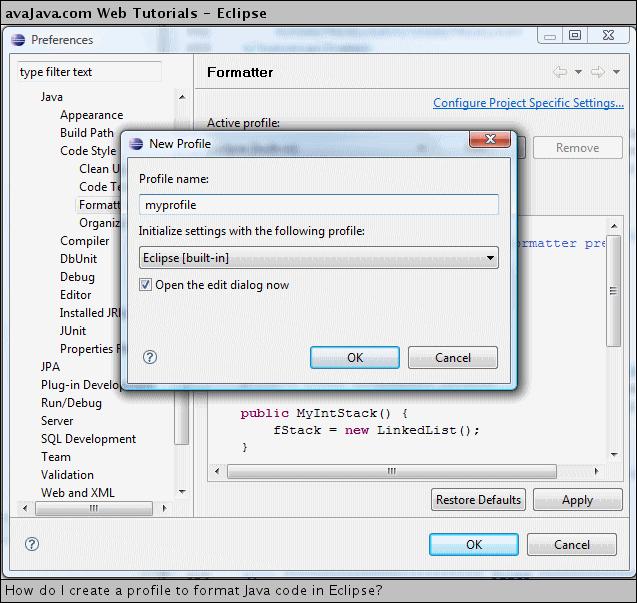 avaJava.com Web Tutorials - Eclipse
Preferences
type filter text
Java
Appearance
Build Path
Code Style
Clean U
Code Te
Formatt
Organiz
Compiler
DbUnit
Debug
Editor
Installed JRE
JUnit
Properties F
JPA
Plug-in Develop
Run/Debug
Server
SQL Development
Team
Validation
Web and XML
Formatter
Configure Project Specific Settings...
Active profile:
Remove
New Profile
Profile name:
myprofile
Initialize settings with the following profile:
Eclipse [built-in]
Open the edit dialog now
OK
Cancel
ormatter pre
public MyIntStack() {
fStack = new LinkedList();
}
Restore Defaults
Apply
OK
Cancel
How do I create a profile to format Java code in Eclipse?